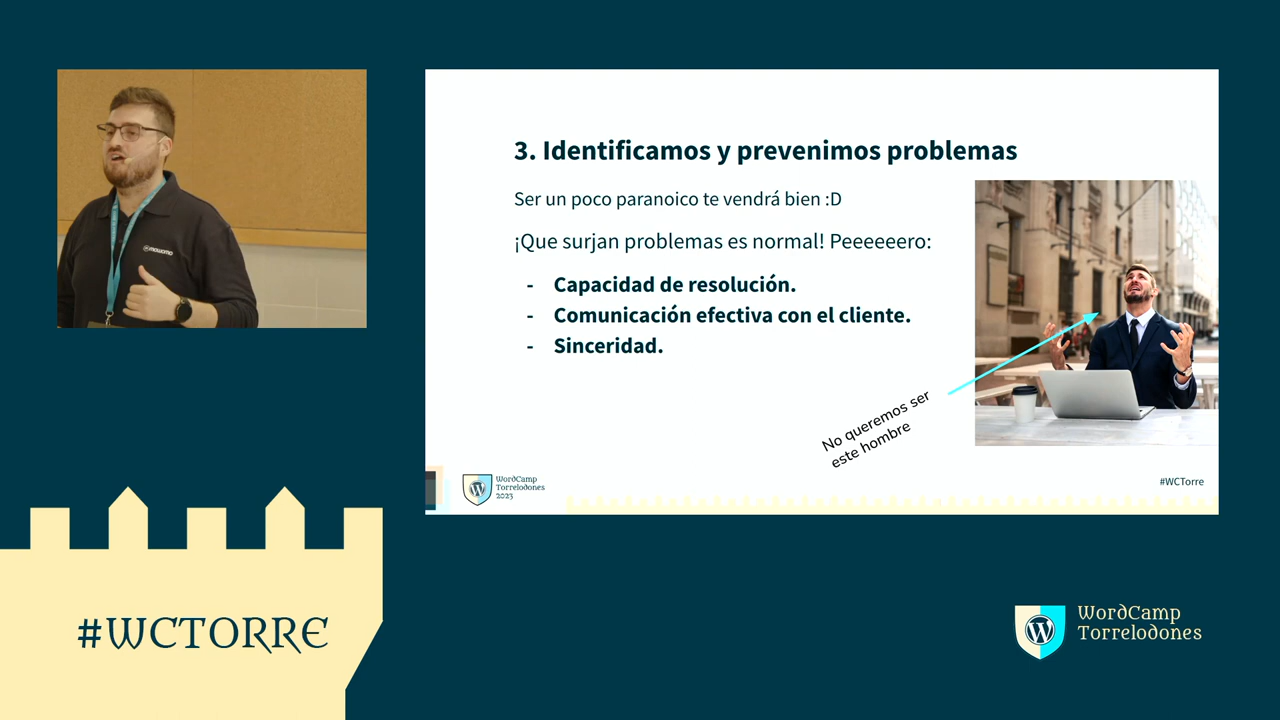 mowomo
3. Identificamos y prevenimos problemas
Ser un poco paranoico te vendrá bien :D
¡Que surjan problemas es normal! Peeeeeero:
- Capacidad de resolución.
- Comunicación efectiva con el cliente.
- Sinceridad.
No queremos ser
este hombre
WordCamp
Torrelodones
2023
#WCTorre
#WCTORRE
WordCamp
Torrelodones